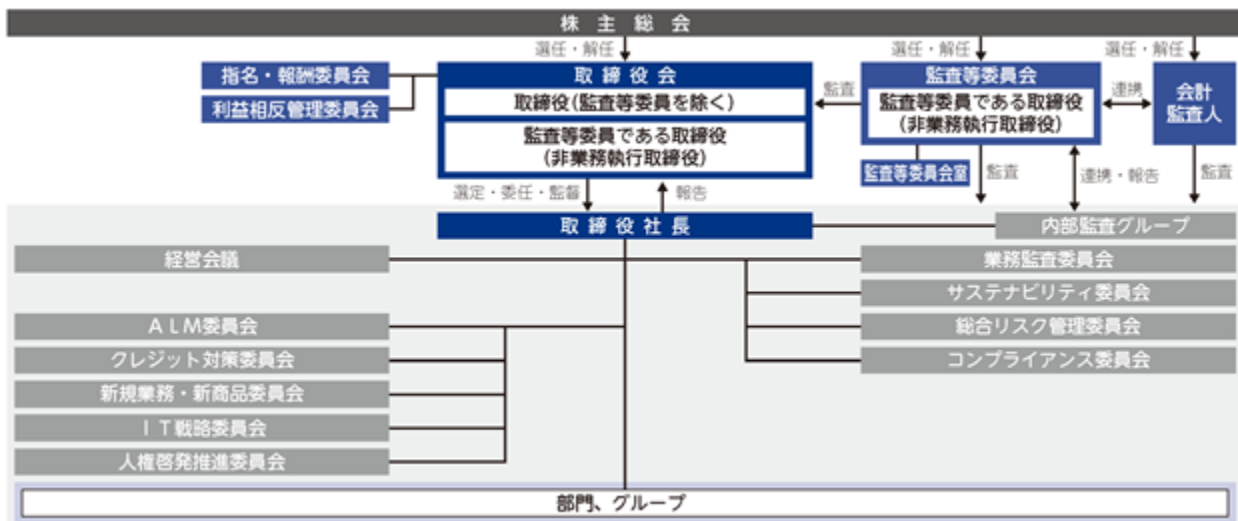 株主総会
選任・解任
選任・解任
選任・解任
指名・報酬委員会
利益相反管理委員会
取締役会
取締役(監査等委員を除く)
監査等委員である取締役
(非業務執行取締役)
監査
監査等委員会
監査等委員である取締役
(非業務執行取締役)
連携
会計
監査人
監査等委員会室
監査
連携・報告
監査
選定・委任・監督
報告
取締役社長
内部監査グループ
経営会議
業務監査委員会
サステナビリティ委員会
ALM委員会
総合リスク管理委員会
クレジット対策委員会
コンプライアンス委員会
新規業務・新商品委員会
IT戦略委員会
人権啓発推進委員会
部門、グループ